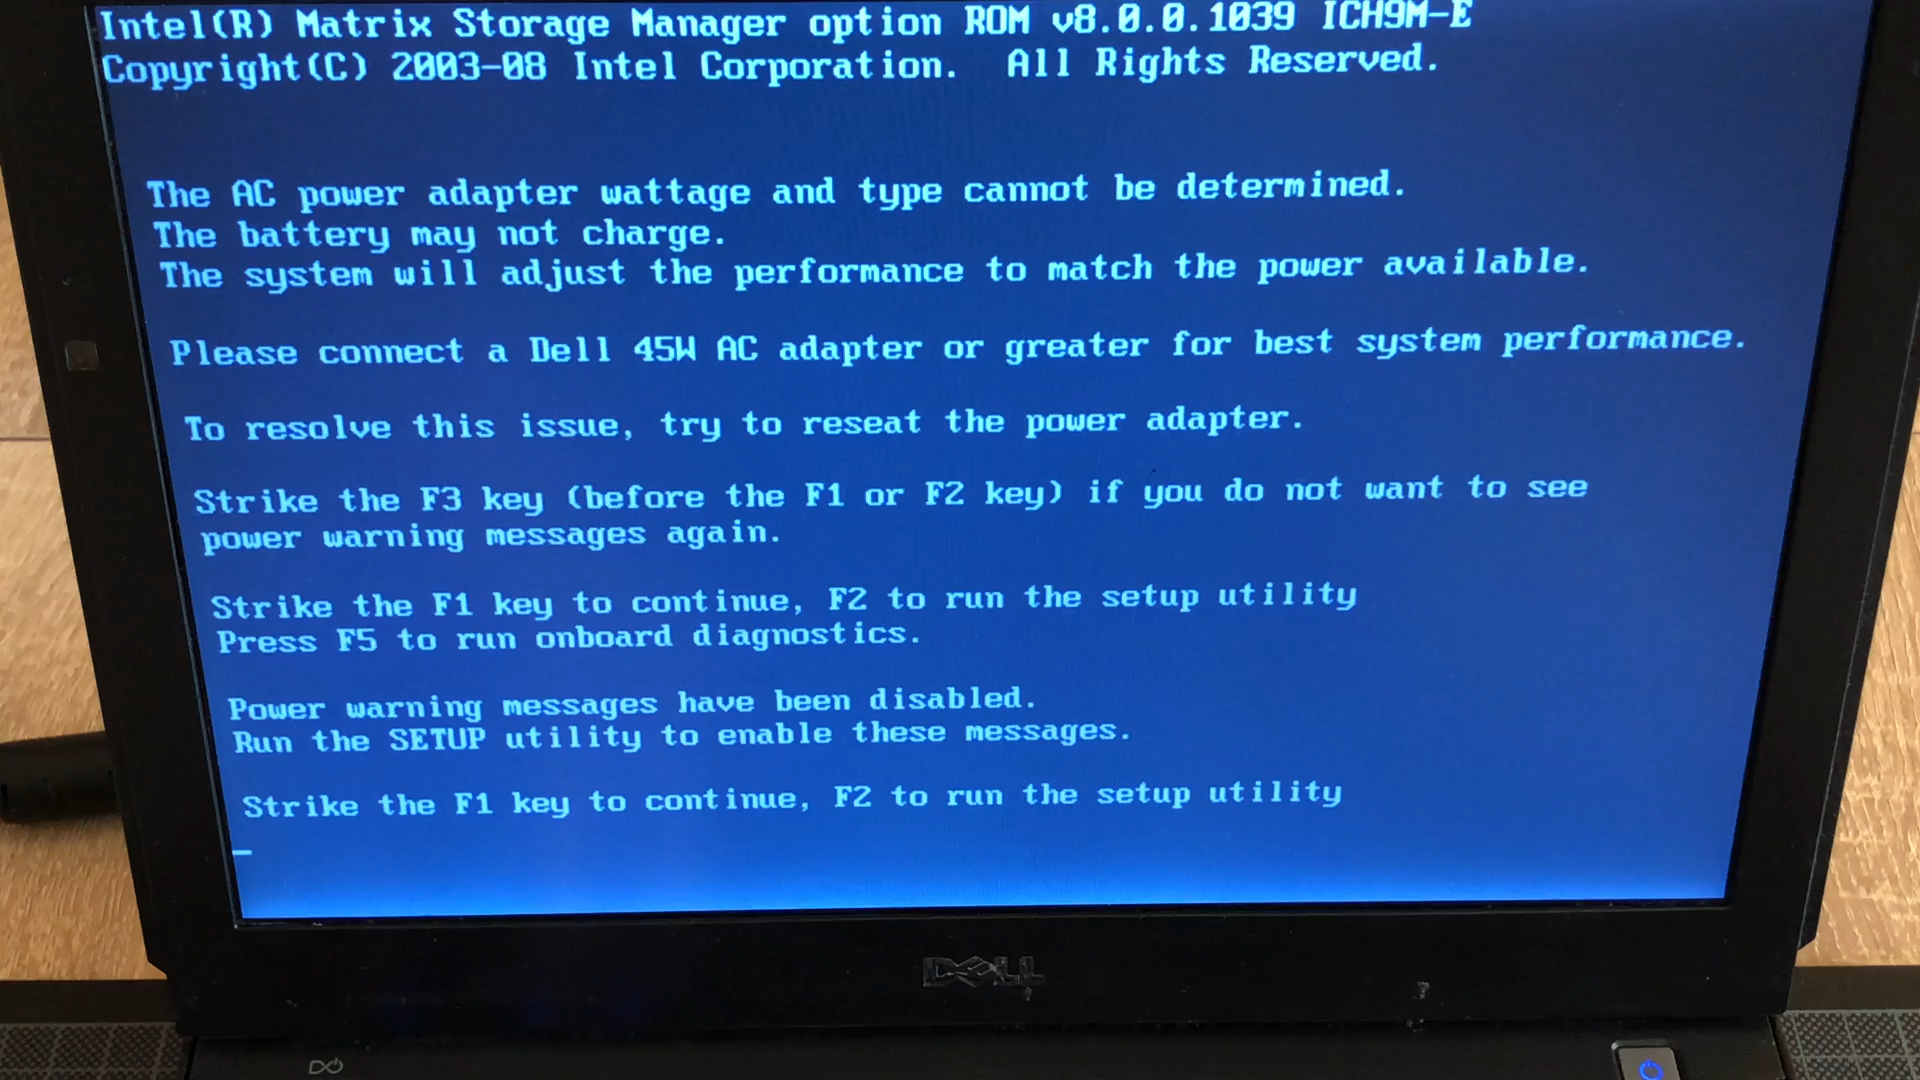 Intel(R) Matrix Storage Manager option ROM v8.0.0.1039 ICH9M-E
Copyright(C) 2003-08 Intel Corporation.  All Rights Reserved.
The AC power adapter wattage and type cannot be determined.
The battery may not charge.
The system will adjust the performance to match the power available.
Please connect a Dell 45W AC adapter or greater for best system performance.
To resolve this issue, try to reseat the power adapter.
Strike the F3 key (before the F1 or F2 key) if you do not want to see
power warning messages again.
Strike the F1 key to continue, F2 to run the setup utility
Press F5 to run onboard diagnostics.
Power warning messages have been disabled.
Run the SETUP utility to enable these messages.
Strike the F1 key to continue, F2 to run the setup utility
_
DELL